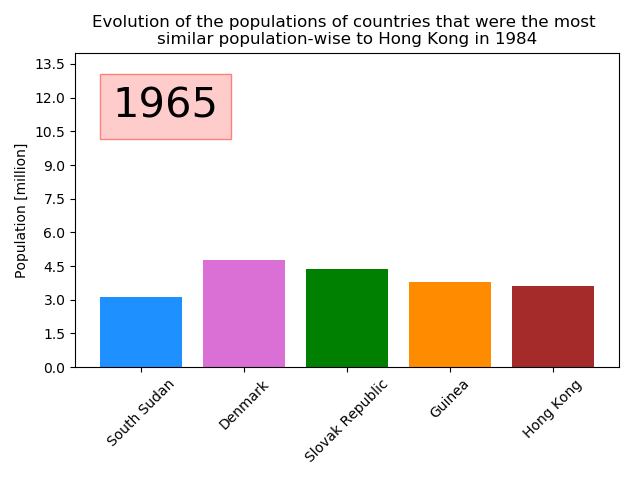 Evolution of the populations of countries that were the most
similar population-wise to Hong Kong in 1984
1965
Population [million]
13.5
12.0
10.5
9.0
7.5
6.0
4.5
3.0
1.5
0.0
South Sudan
Denmark
Slovak Republic
Guinea
Hong Kong